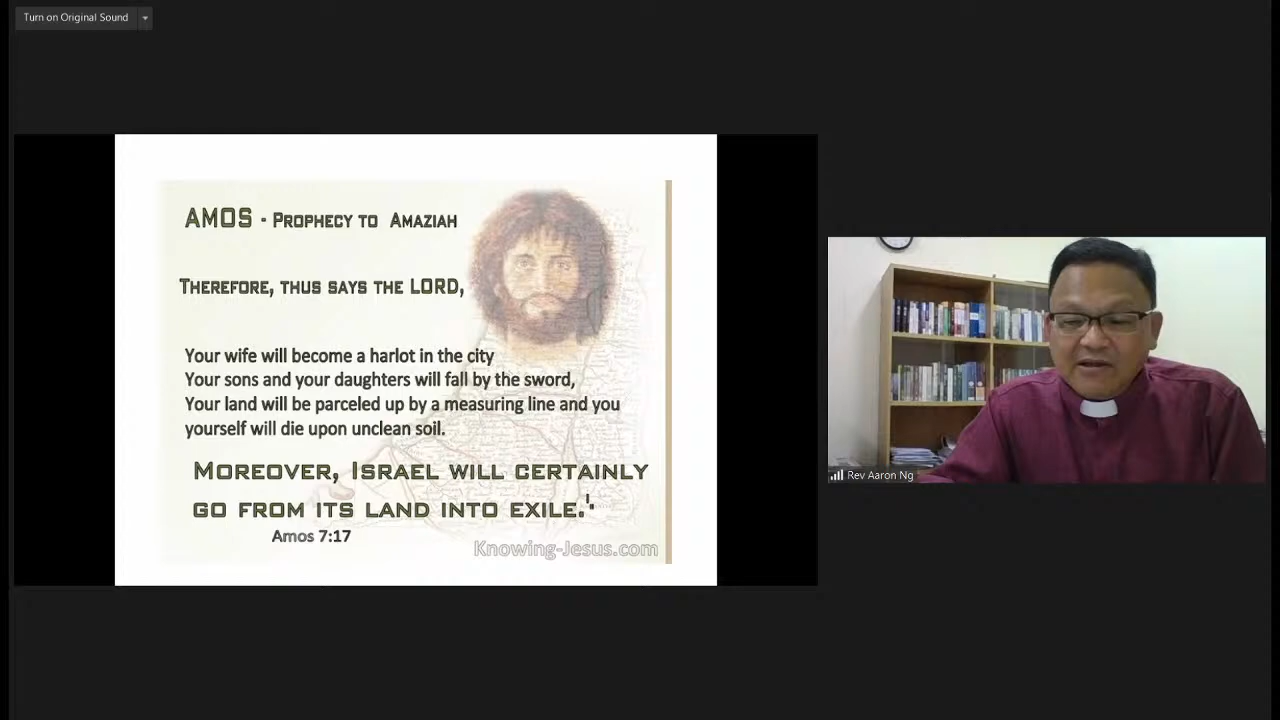 Turn on Original Sound
AMOS - PROPHECY TO AMAZIAH
THEREFORE, THUS SAYS THE LORD,
Your wife will become a harlot in the city
Your sons and your daughters will fall by the sword,
Your land will be parceled up by a measuring line and you
yourself will die upon unclean soil.
MOREOVER, ISRAEL WILL CERTAINLY
GO FROM ITS LAND INTO EXILE.'
Amos 7:17
Knowing-Jesus.com
Rev Aaron Ng